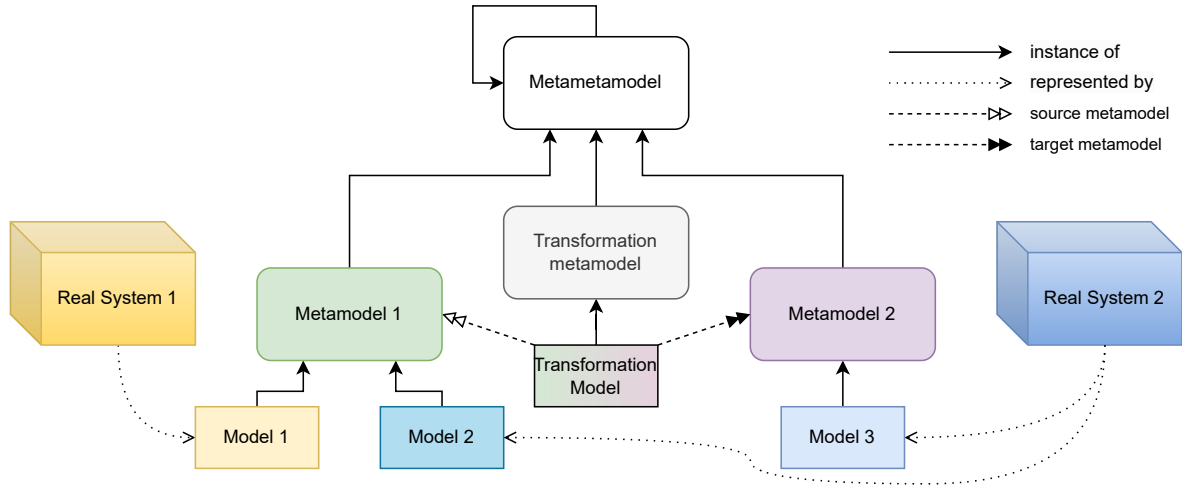 Metametamodel
instance of
represented by
source metamodel
target metamodel
Transformation
metamodel
Real System 1
Real System 2
Metamodel 1
Metamodel 2
Transformation
Model
Model 1
Model 2
Model 3